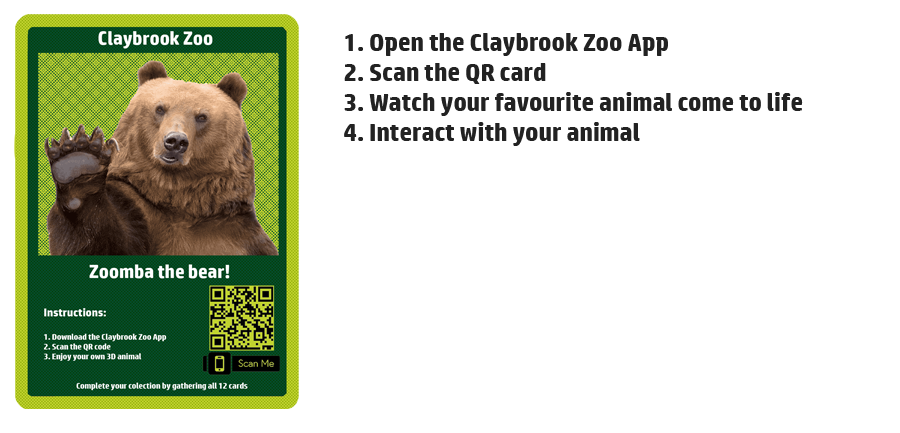 Claybrook Zoo
Zoomba the bear!
Instructions:
1. Download the Claybrook Zoo App
2. Scan the QR code
3. Enjoy your own 3D animal
Scan Me
Complete your colection by gathering all 12 cards
1. Open the Claybrook Zoo App
2. Scan the QR card
3. Watch your favourite animal come to life
4. Interact with your animal